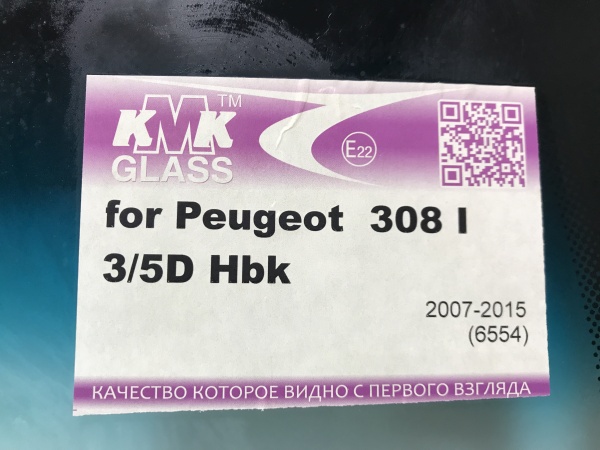 KMK™
GLASS
E22
for Peugeot 308 I
3/5D Hbk
2007-2015
(6554)
КАЧЕСТВО КОТОРОЕ ВИДНО С ПЕРВОГО ВЗГЛЯДА